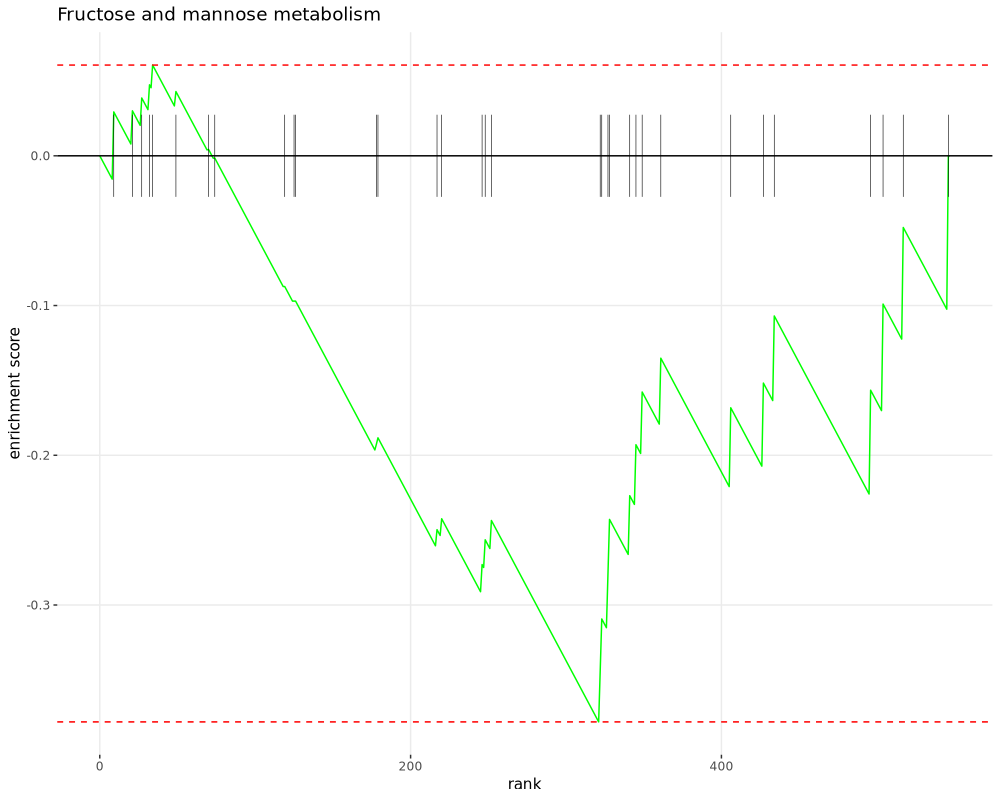 Fructose and mannose metabolism
enrichment score
0.0
-0.1
-0.2
-0.3
0
200
400
rank